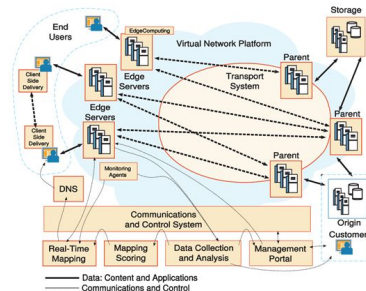 End
Users
EdgeComputing
Virtual Network Platform
Storage
Parent
Transport
System
Client
Side
Delivery
Edge
Servers
Parent
Client
Side
Delivery
Edge
Servers
Parent
Monitoring
Agents
DNS
Origin
Customer
Communications
and Control System
Real-Time
Mapping
Mapping
Scoring
Data Collection
and Analysis
Management
Portal
Data: Content and Applications
Communications and Control